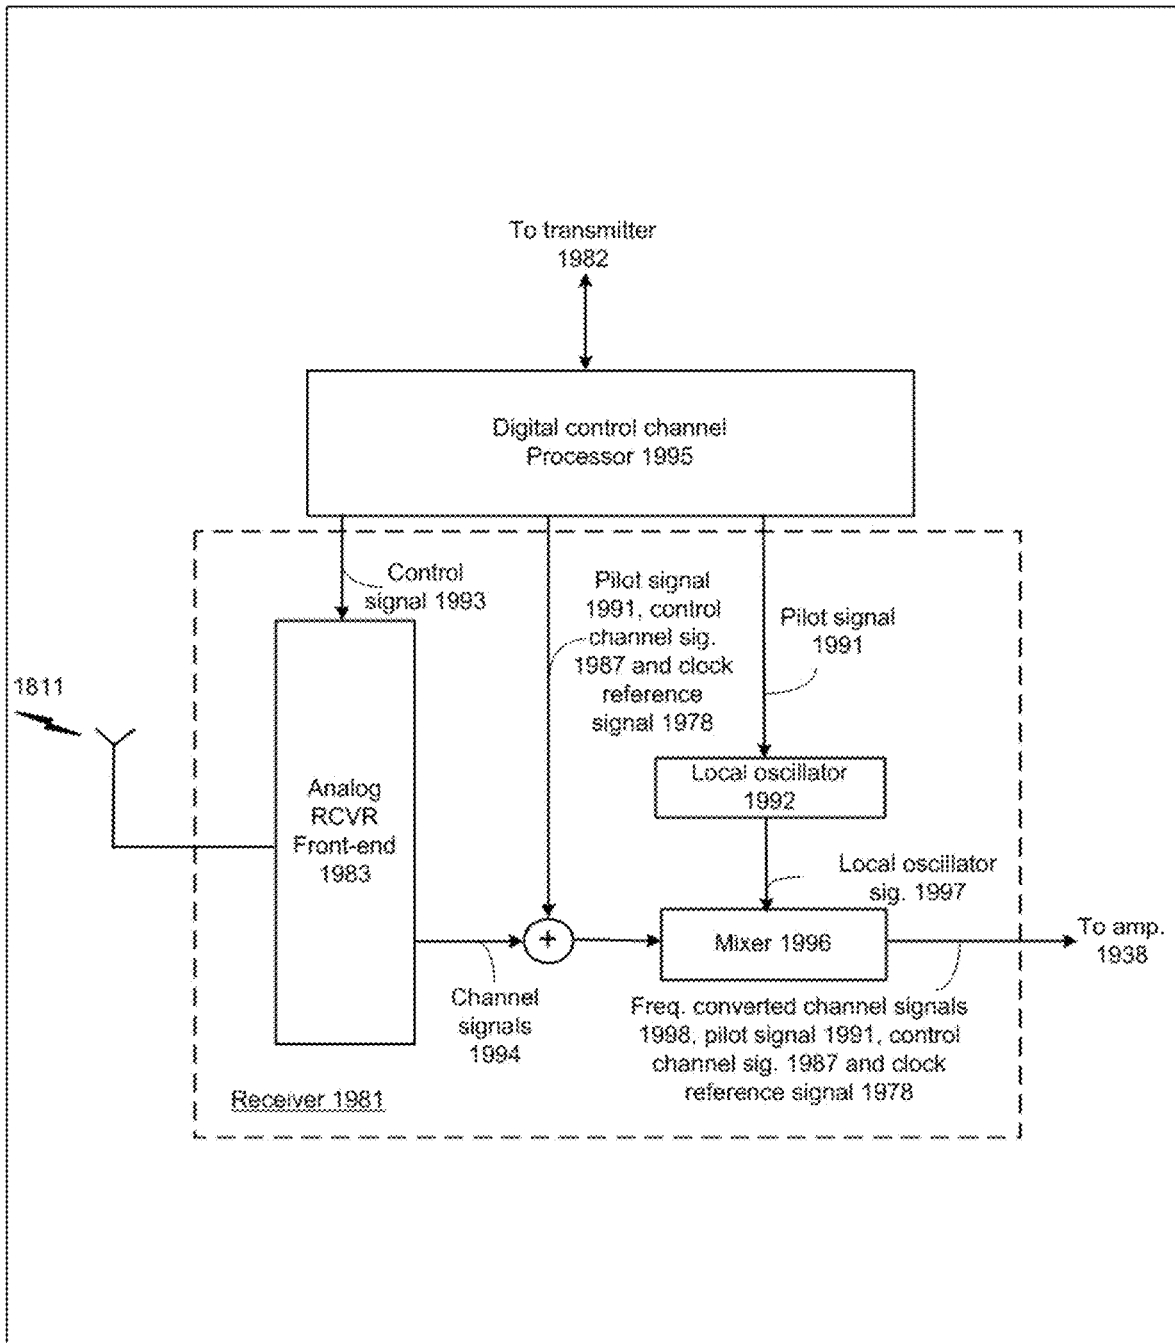 To transmitter
1982
Digital control channel
Processor 1995
Control
signal 1993
Pilot signal
1991, control
channel sig.
1987 and clock
reference
signal 1978
Pilot signal
1991
1811
Analog
RCVR
Front-end
1983
Local oscillator
1992
Local oscillator
sig. 1997
+
Mixer 1996
To amp.
1938
Channel
signals
1994
Freq. converted channel signals
1998, pilot signal 1991, control
channel sig. 1987 and clock
reference signal 1978
Receiver 1981